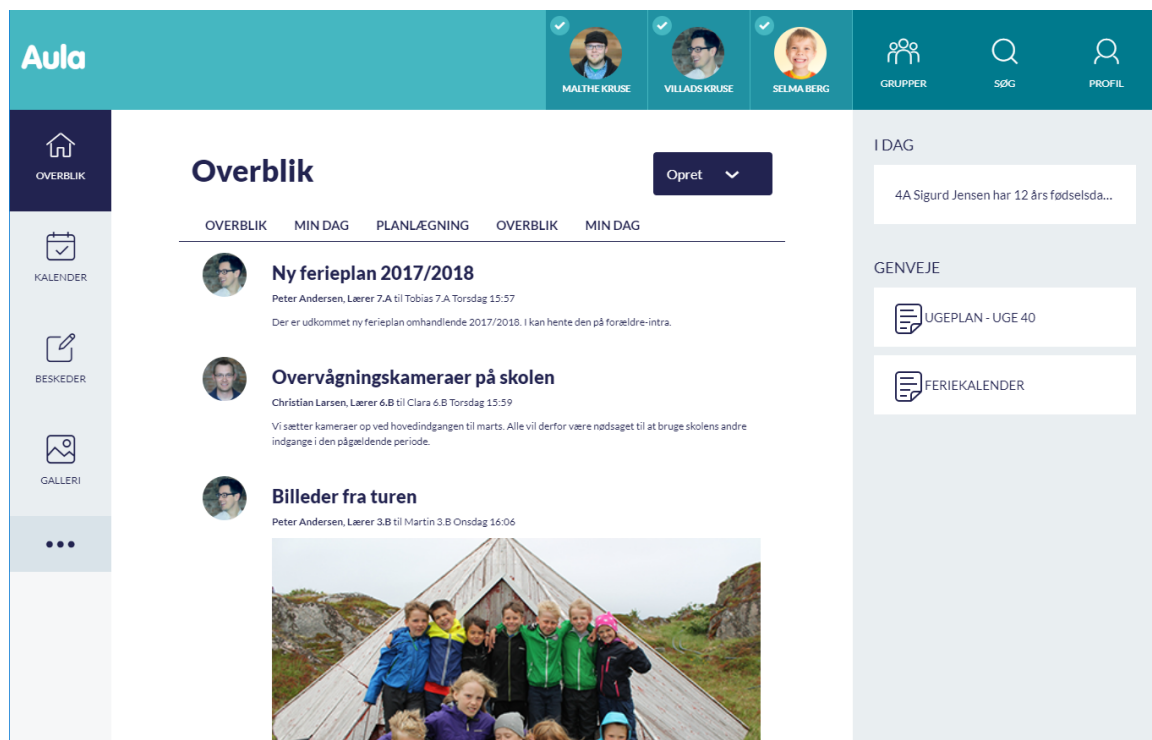 Aula
MALTHE KRUSE
VILLADS KRUSE
SELMA BERG
GRUPPER
SØG
PROFIL
OVERBLIK
KALENDER
BESKEDER
GALLERI
Overblik
Opret
OVERBLIK MIN DAG PLANLÆGNING OVERBLIK MIN DAG
Ny ferieplan 2017/2018
Peter Andersen, Lærer 7.A til Tobias 7.A Torsdag 15:57
Der er udkommet ny ferieplan omhandlende 2017/2018. I kan hente den på forældre-intra.
Overvågningskameraer på skolen
Christian Larsen, Lærer 6.B til Clara 6.B Torsdag 15:59
Vi sætter kameraer op ved hovedindgangen til marts. Alle vil derfor være nødsaget til at bruge skolens andre
indgange i den pågældende periode.
Billeder fra turen
Peter Andersen, Lærer 3.B til Martin 3.B Onsdag 16:06
I DAG
4A Sigurd Jensen har 12 års fødselsda...
GENVEJE
UGEPLAN - UGE 40
FERIEKALENDER